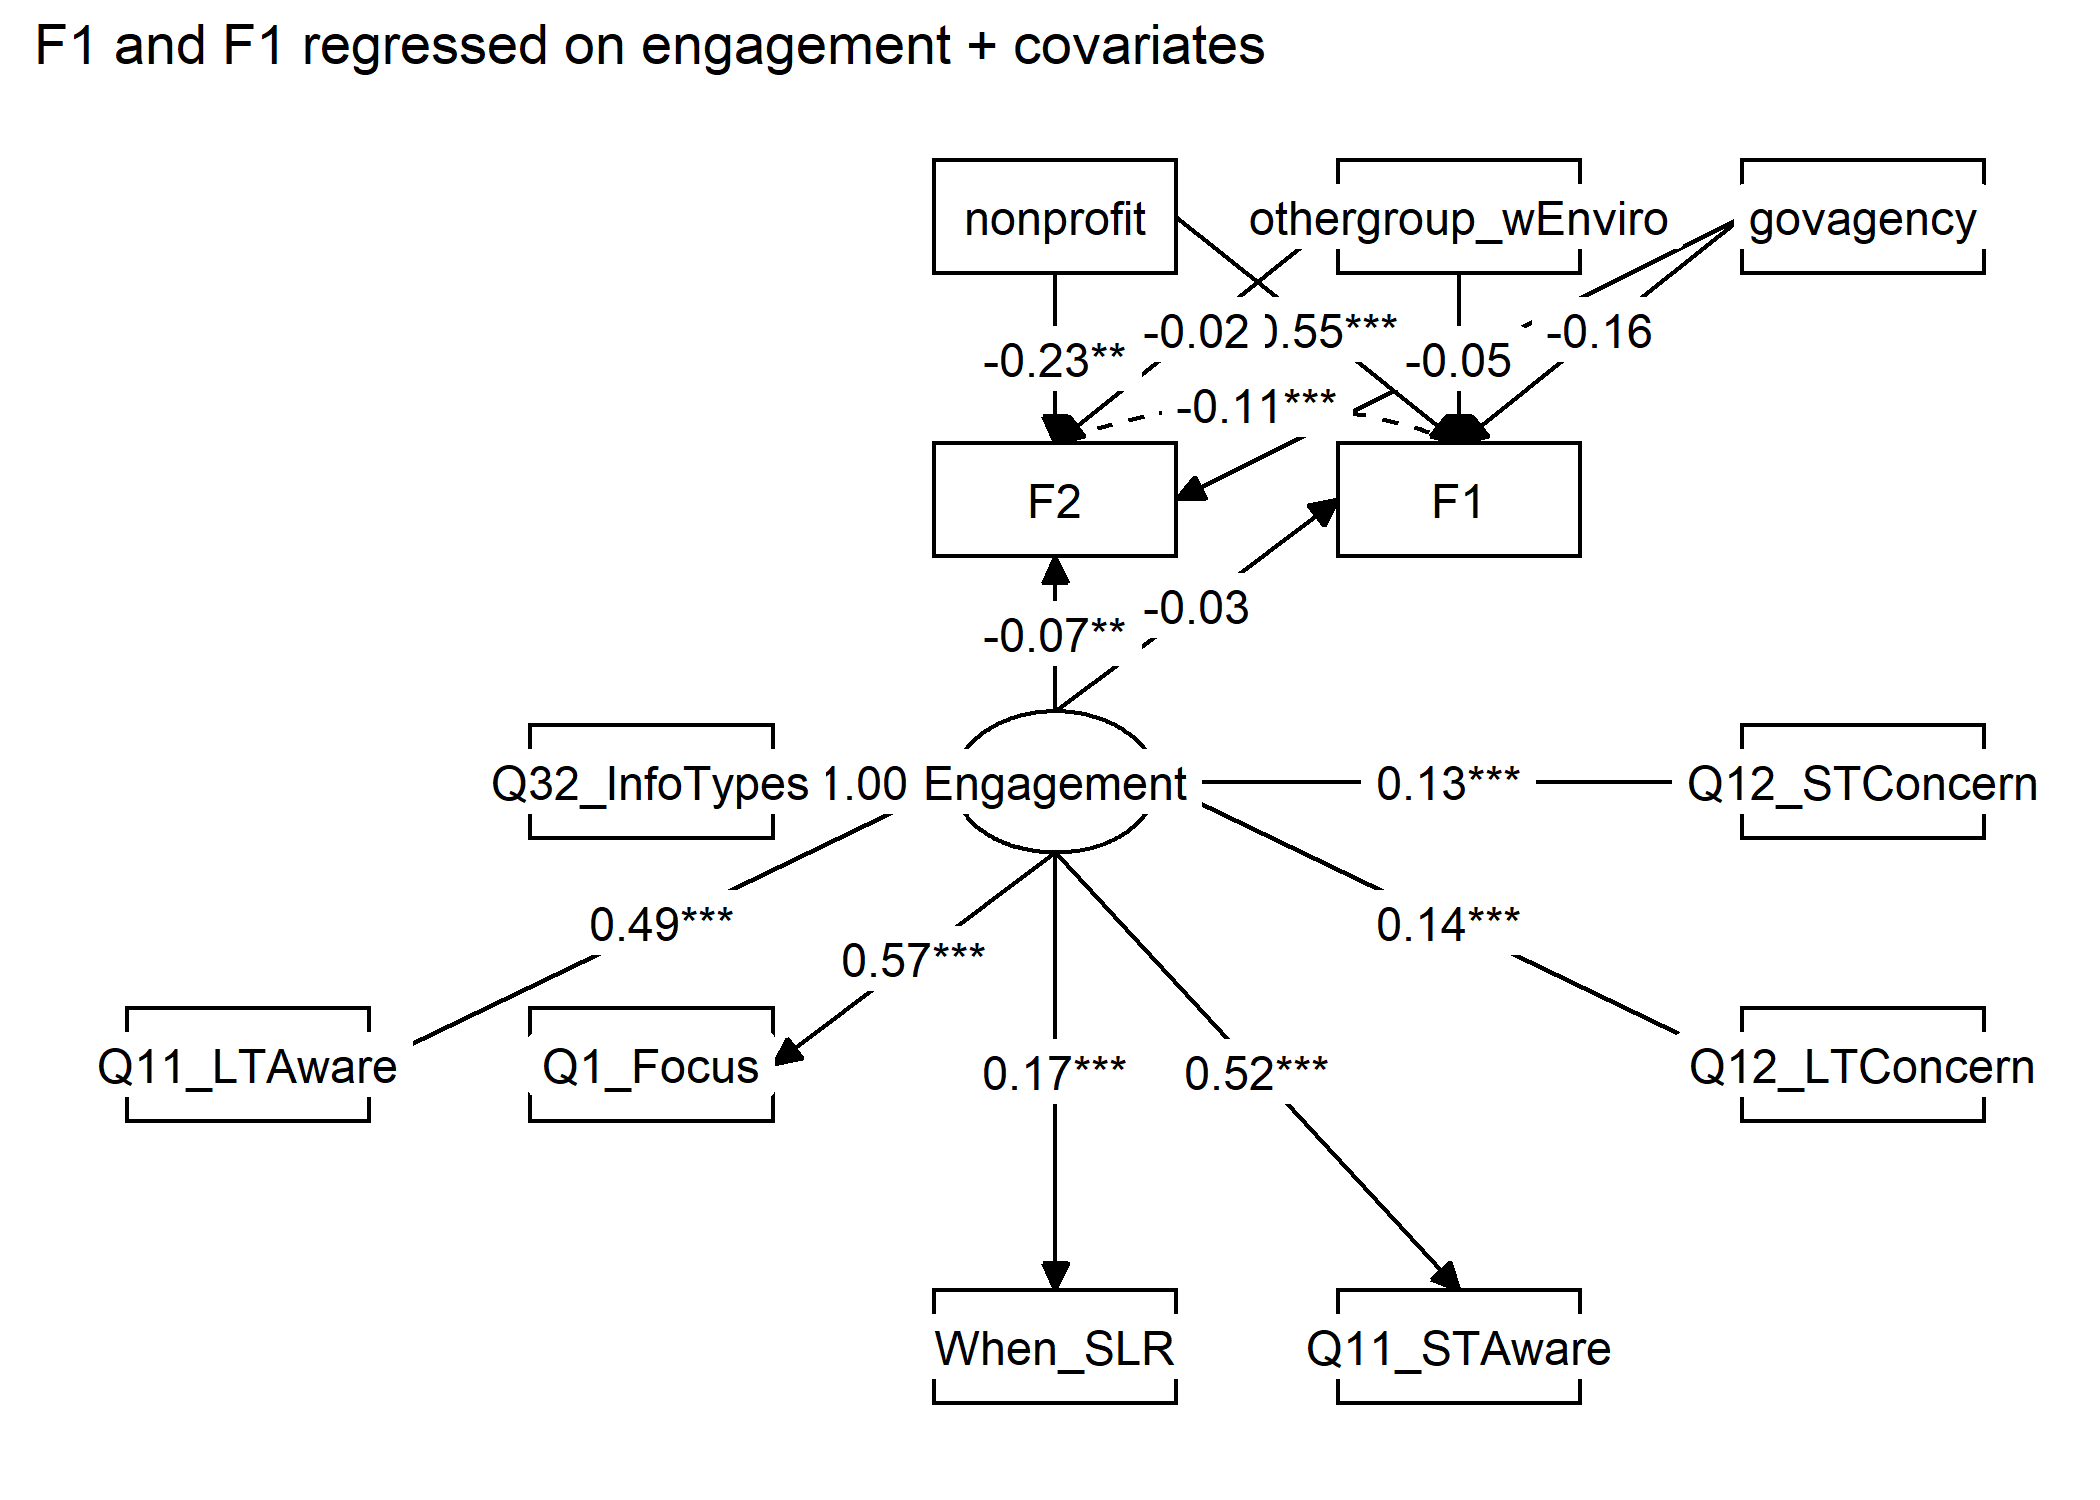 F1 and F1 regressed on engagement + covariates
nonprofit
othergroup_wEnviro
govagency
-0.02
0.55***
-0.16
-0.23**
-0.05
-0.11***
F2
F1
-0.03
-0.07**
Q32_InfoTypes
1.00
Engagement
0.13***
Q12_STConcern
0.49***
0.14***
0.57***
Q11_LTAware
Q1_Focus
0.17***
0.52***
Q12_LTConcern
When_SLR
Q11_STAware